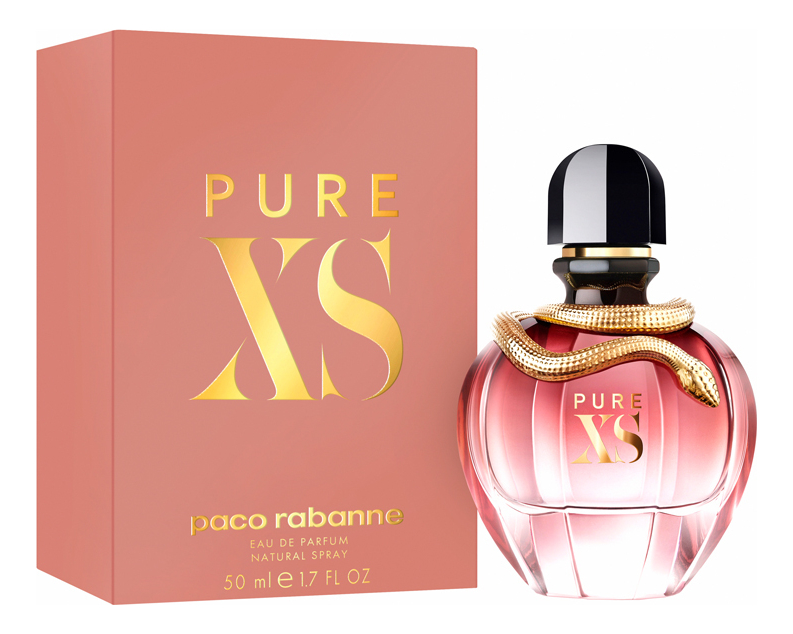 PURE
XS
paco rabanne
EAU DE PARFUM
NATURAL SPRAY
50 ml e 1.7 FL OZ
PURE
XS